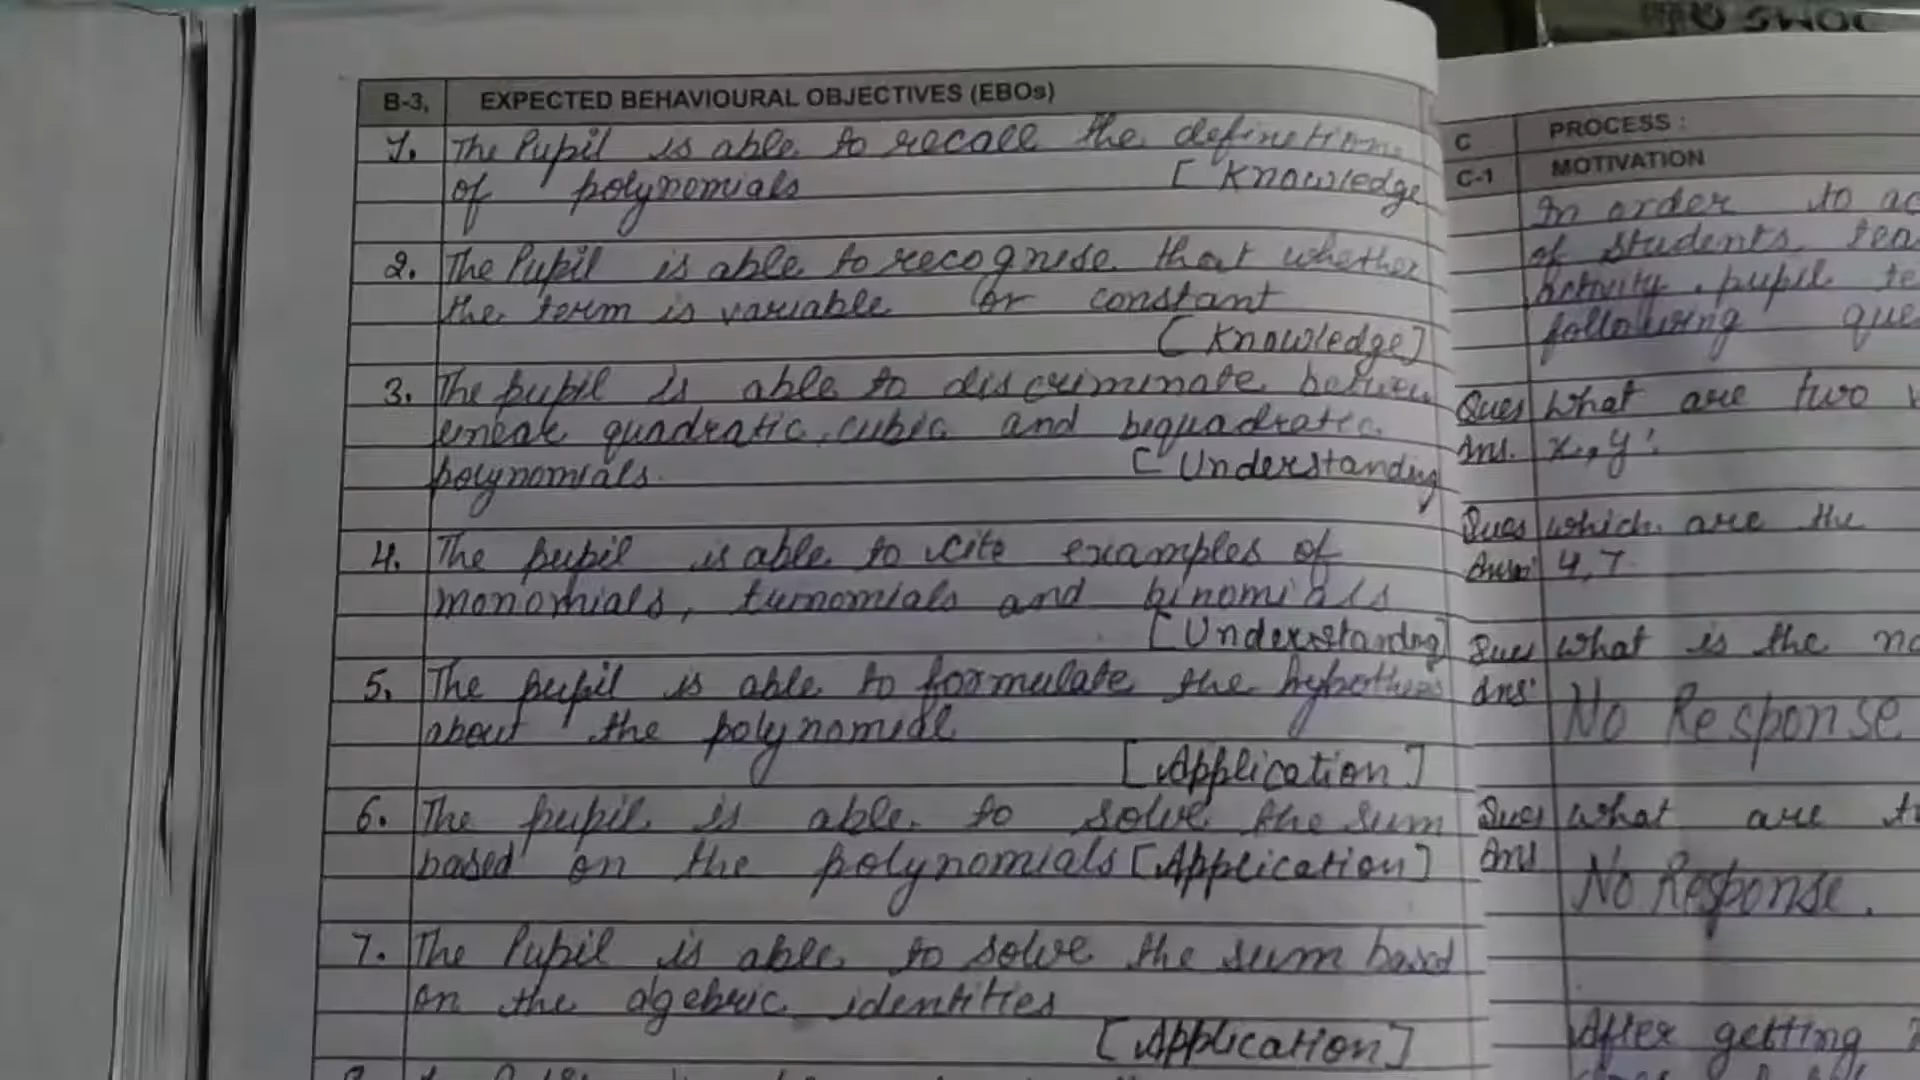 B-3, EXPECTED BEHAVIOURAL OBJECTIVES (EBOs)
1. The Pupil is able to recall the definitions
of polynomials [Knowledge
2. The Pupil is able to recognise that whether
the term is variable or constant
[Knowledge]
3. The pupil is able to discriminate between
quadratic, cubic and biquadratic
polynomials. [Understanding
4. The pupil is able to cite examples of
monomials, and binomials
[Understanding]
5. The pupil is able to formulate the hypothesis
about the polynomial
[Application]
6. The pupil is able to solve the sum
based on the polynomials [Application]
7. The Pupil is able to solve the sum based
on the algebric identities
[Application]
C PROCESS :
C-1 MOTIVATION
In order to ac
of students tea
activity, pupil te
following que
Ques What are two v
Ans. x, y
Ques which are the
4, 7
Ques What is the no
Ans No Response
Ques what are t
Ans No Response.
After getting